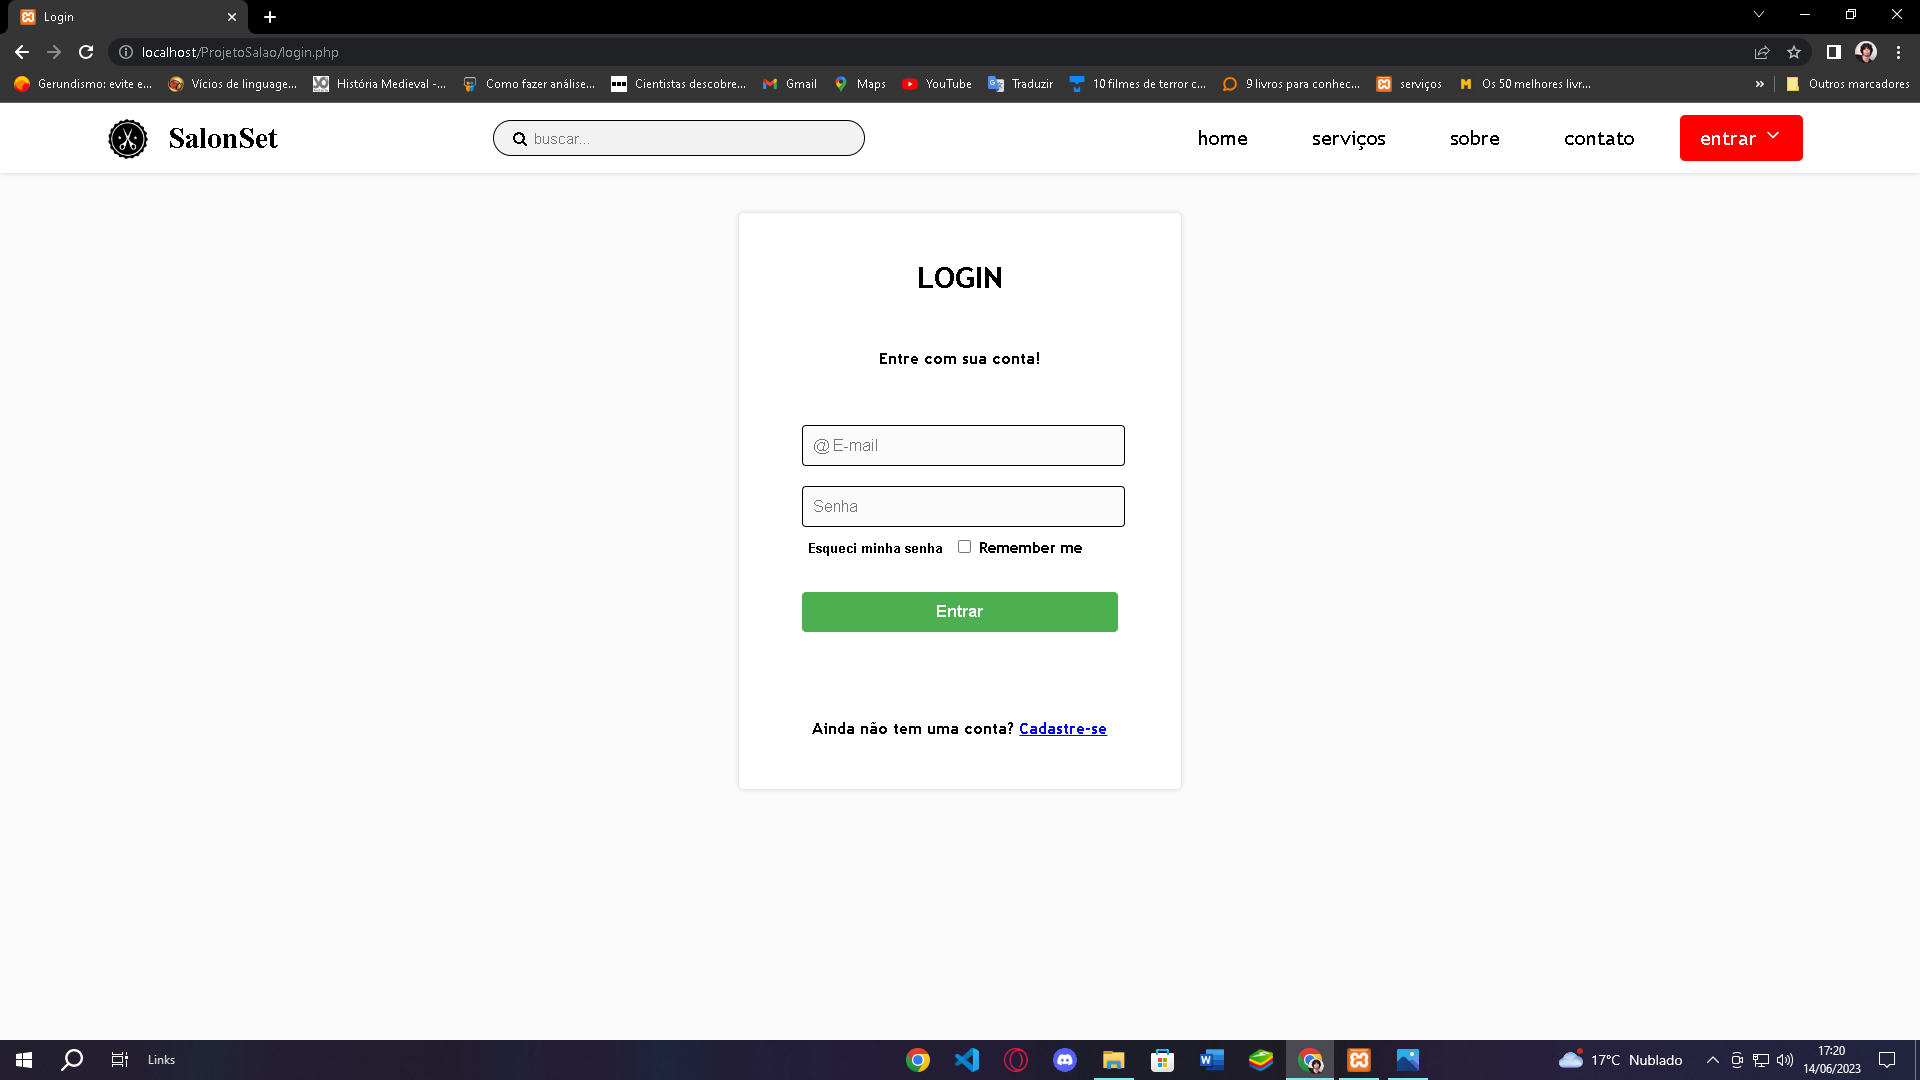 Login
localhost/ProjetoSalao/login.php
Gerundismo: evite e... Vícios de linguage... História Medieval -... Como fazer análise... Cientistas descobre... Gmail Maps YouTube Traduzir 10 filmes de terror c... 9 livros para conhec... serviços Os 50 melhores livr... » Outros marcadores
SalonSet buscar... home serviços sobre contato entrar
LOGIN
Entre com sua conta!
@ E-mail
Senha
Esqueci minha senha Remember me
Entrar
Ainda não tem uma conta? Cadastre-se
Links 17°C Nublado 17:20
14/06/2023